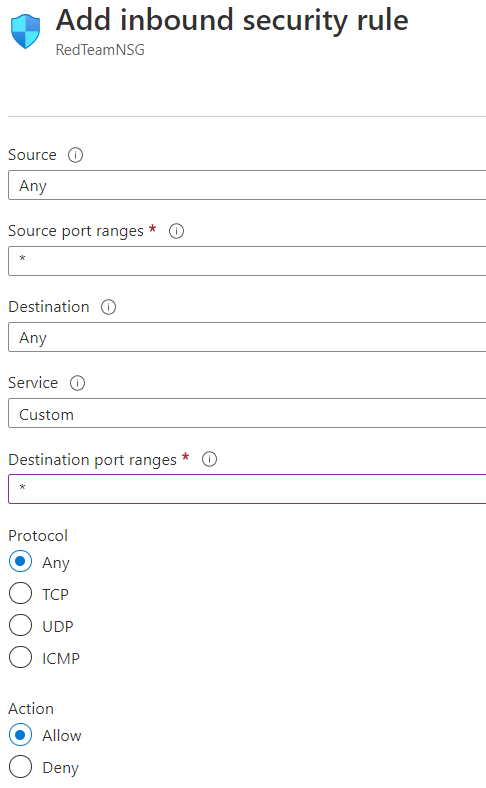 Add inbound security rule
RedTeamNSG
Source
Any
Source port ranges *
*
Destination
Any
Service
Custom
Destination port ranges *
*
Protocol
Any
TCP
UDP
ICMP
Action
Allow
Deny